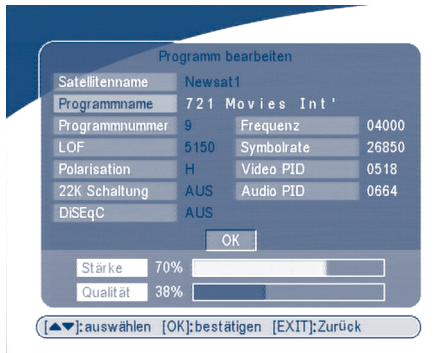 Programm bearbeiten
Satellitenname Newsat1
Programmname 721 Movies Int'
Programmnummer 9 Frequenz 04000
LOF 5150 Symbolrate 26850
Polarisation H Video PID 0518
22K Schaltung AUS Audio PID 0664
DiSEqC AUS
OK
Stärke 70%
Qualität 38%
[▲▼]:auswählen [OK]:bestätigen [EXIT]:Zurück